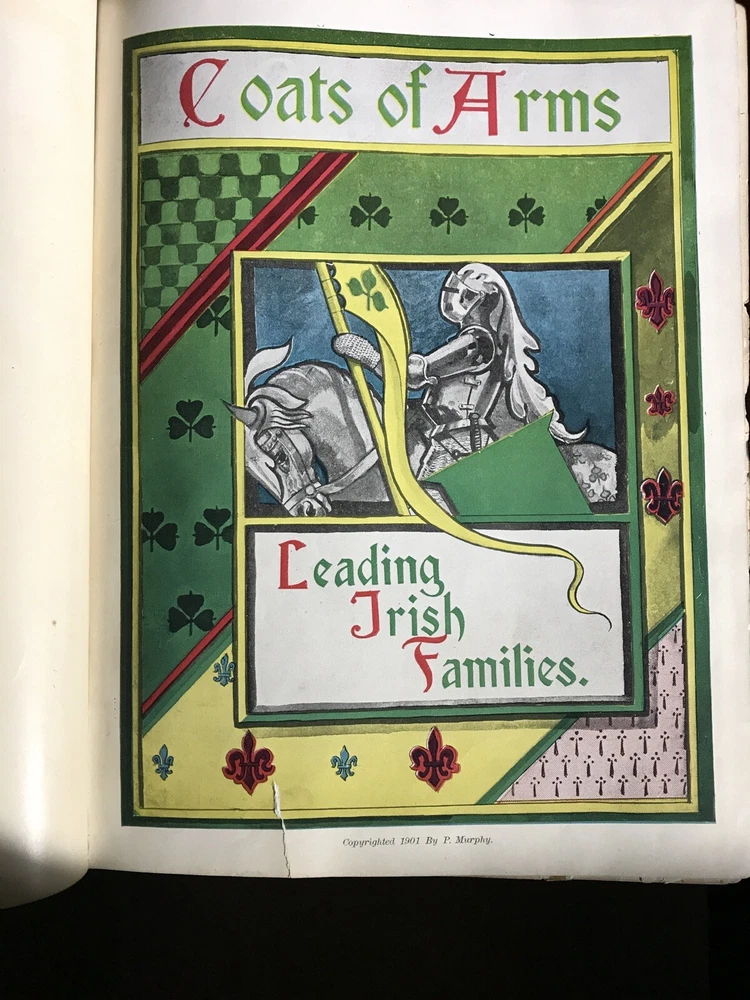 Coats of Arms
Leading
Irish
Families.
Copyrighted 1901 By P. Murphy.